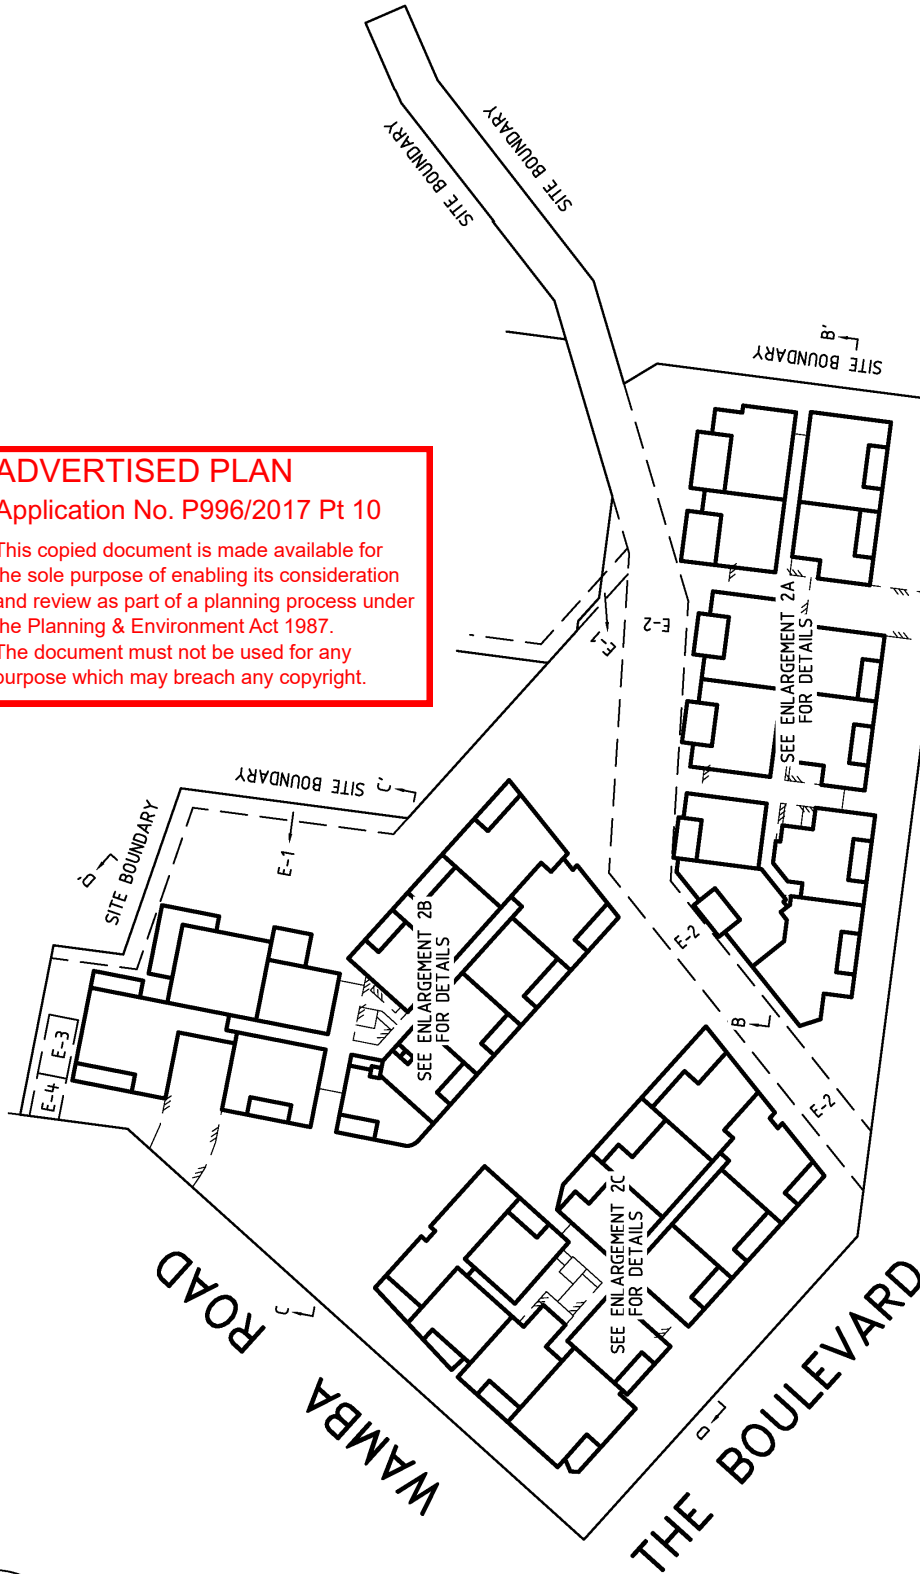 SITE BOUNDARY
SITE BOUNDARY
B'
SITE BOUNDARY
ADVERTISED PLAN
Application No. P996/2017 Pt 10
This copied document is made available for
the sole purpose of enabling its consideration
and review as part of a planning process under
the Planning & Environment Act 1987.
The document must not be used for any
purpose which may breach any copyright.
E-1
E-2
SEE ENLARGEMENT 2A
FOR DETAILS
SITE BOUNDARY
C'
SITE BOUNDARY
D'
E-1
SEE ENLARGEMENT 2B
FOR DETAILS
E-2
E-3
E-4
B
E-2
SEE ENLARGEMENT 2C
FOR DETAILS
C
D
WAMBA ROAD
THE BOULEVARD